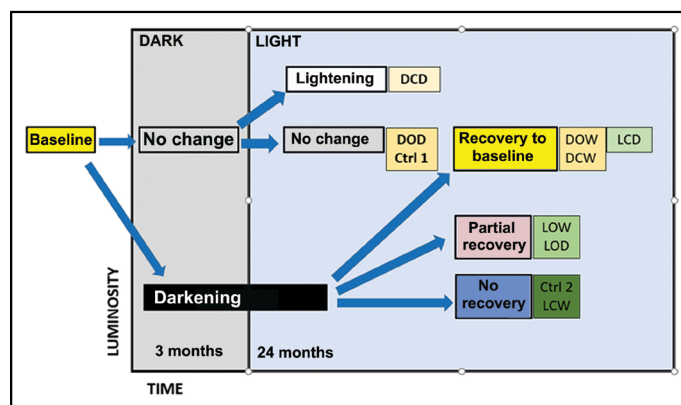 DARK
LIGHT
Lightening
DCD
Baseline
No change
No change
DOD
Ctrl 1
Recovery to
baseline
DOW
DCW
LCD
Partial
recovery
LOW
LOD
Darkening
No
recovery
Ctrl 2
LCW
LUMINOSITY
3 months
24 months
TIME